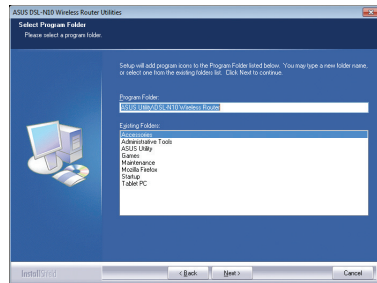 ASUS DSL-N10 Wireless Router Utilities
Select Program Folder
Please select a program folder.
Setup will add program icons to the Program Folder listed below. You may type a new folder name,
or select one from the existing folders list. Click Next to continue.
Program Folder:
ASUS Utility\DSL-N10 Wireless Router
Existing Folders:
Accessories
Administrative Tools
ASUS Utility
Games
Maintenance
Mozilla Firefox
Startup
Tablet PC
InstallShield
< Back
Next >
Cancel